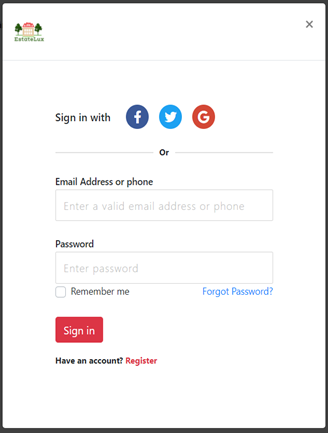 EstateLux
×
Sign in with
Or
Email Address or phone
Enter a valid email address or phone
Password
Enter password
Remember me Forgot Password?
Sign in
Have an account? Register